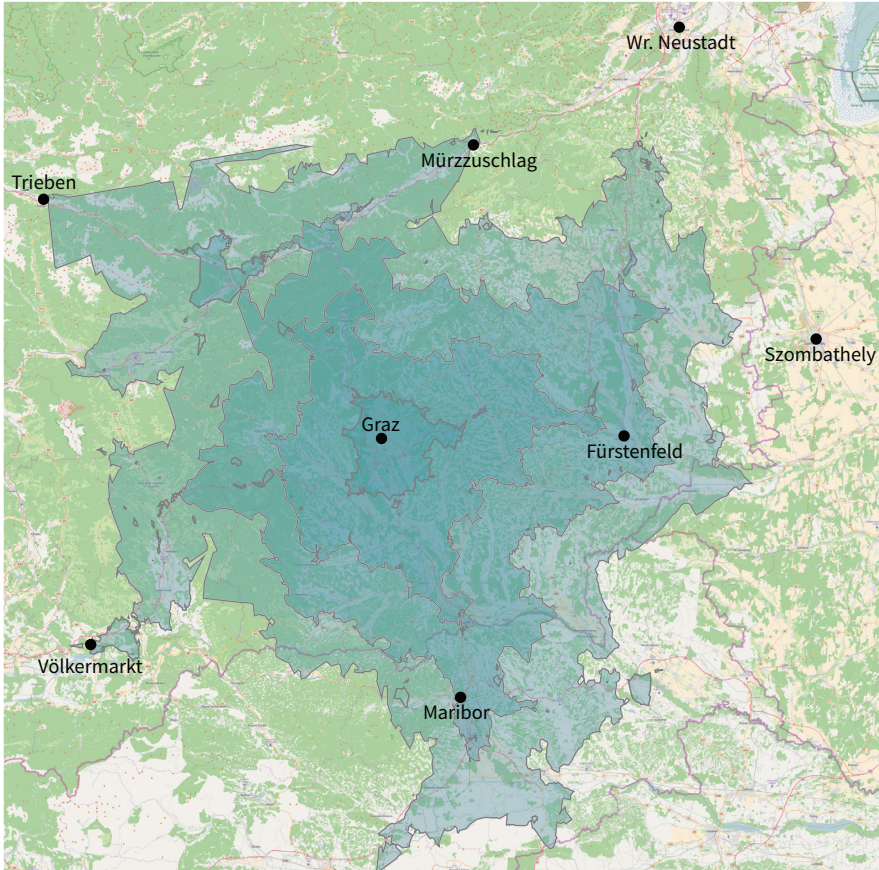 Wr. Neustadt
Mürzzuschlag
Trieben
Szombathely
Graz
Fürstenfeld
Völkermarkt
Maribor